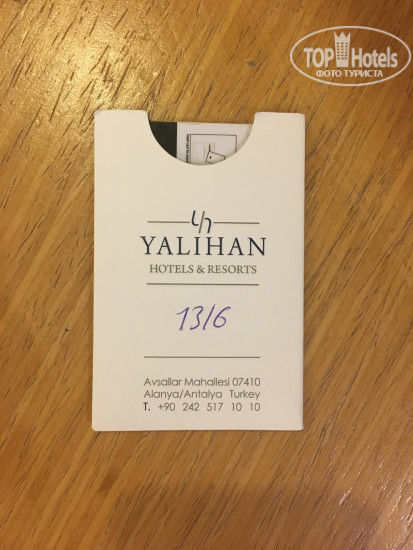 TOP Hotels
ФОТО ТУРИСТА
YALIHAN
HOTELS & RESORTS
1316
Avsallar Mahallesi 07410
Alanya/Antalya Turkey
T. +90 242 517 10 10